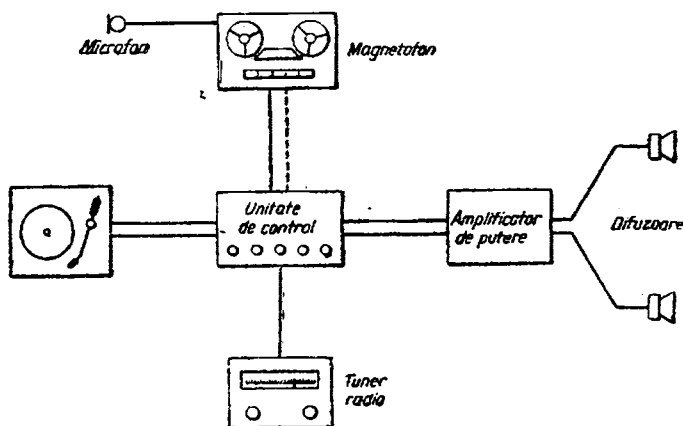 Microfon
Magnetofon
Unitate
de control
Amplificator
de putere
Difuzoare
Tuner
radio